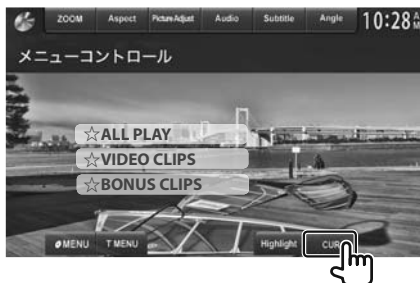 ZOOM Aspect Picture Adjust Audio Subtitle Angle 10:28
メニューコントロール
☆ALL PLAY
☆VIDEO CLIPS
☆BONUS CLIPS
MENU T MENU Highlight